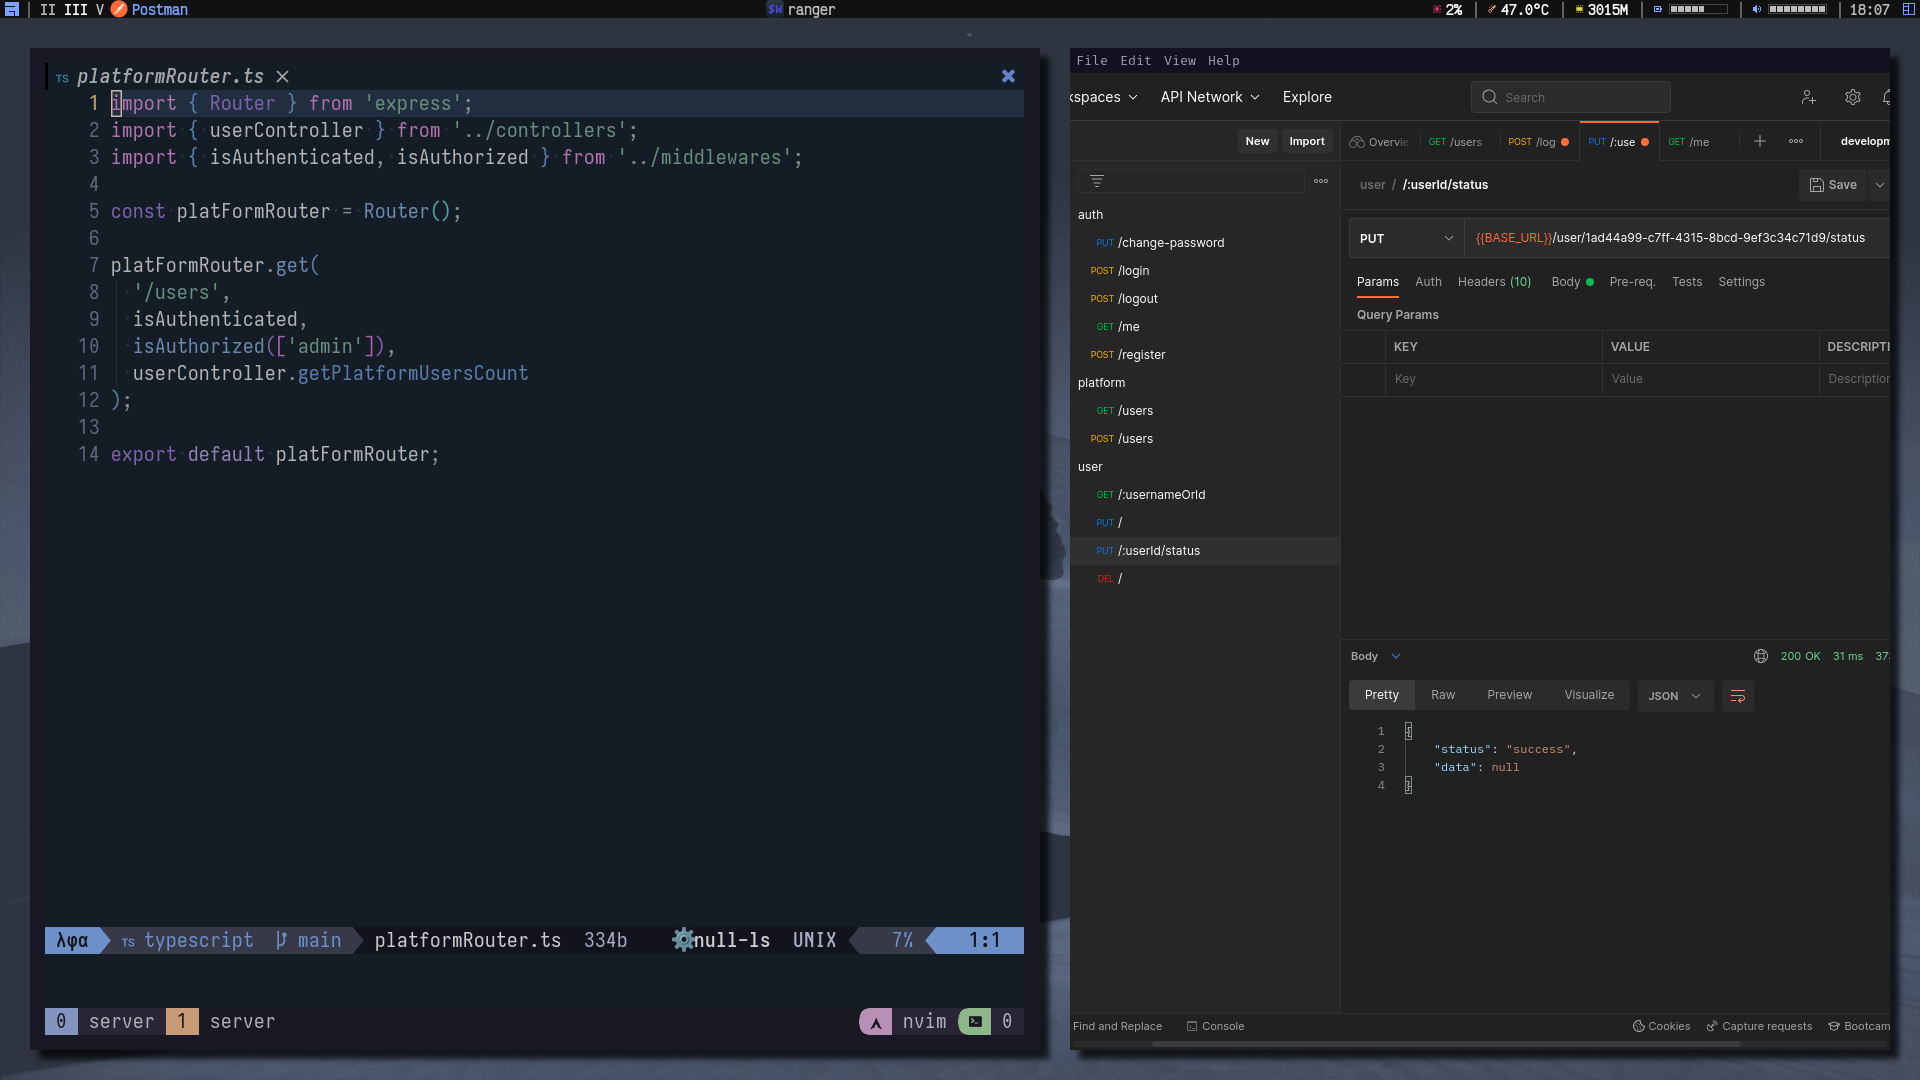 II III V Postman
$W ranger
2% 47.0°C 3015M 18:07
TS platformRouter.ts
1 import { Router } from 'express';
2 import { userController } from '../controllers';
3 import { isAuthenticated, isAuthorized } from '../middlewares';
4
5 const platFormRouter = Router();
6
7 platFormRouter.get(
8 '/users',
9 isAuthenticated,
10 isAuthorized(['admin']),
11 userController.getPlatformUsersCount
12 );
13
14 export default platFormRouter;
λφα TS typescript main platformRouter.ts 334b null-ls UNIX 7% 1:1
0 server 1 server nvim 0
File Edit View Help
kspaces API Network Explore Search
New Import Overvie GET /users POST /log PUT /:use GET /me developm
user / /:userId/status Save
auth
PUT /change-password
POST /login
POST /logout
GET /me
POST /register
platform
GET /users
POST /users
user
GET /:usernameOrId
PUT /
PUT /:userId/status
DEL /
PUT {{BASE_URL}}/user/1ad44a99-c7ff-4315-8bcd-9ef3c34c71d9/status
Params Auth Headers (10) Body Pre-req. Tests Settings
Query Params
KEY VALUE DESCRIPTI
Key Value Description
Body 200 OK 31 ms 373
Pretty Raw Preview Visualize JSON
1 {
2 "status": "success",
3 "data": null
4 }
Find and Replace Console Cookies Capture requests Bootcam